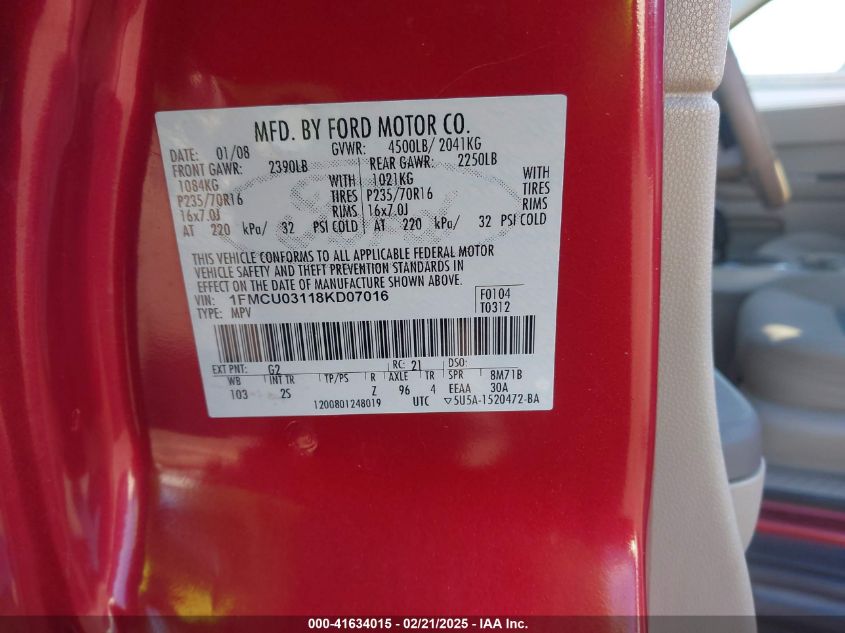 MFD. BY FORD MOTOR CO.
DATE: 01/08 GVWR: 4500LB/ 2041KG
FRONT GAWR: 2390LB REAR GAWR: 2250LB
1084KG WITH 1021KG WITH
P235/70R16 TIRES P235/70R16 TIRES
16x7.0J RIMS 16x7.0J RIMS
AT 220 kPa/ 32 PSI COLD AT 220 kPa/ 32 PSI COLD
THIS VEHICLE CONFORMS TO ALL APPLICABLE FEDERAL MOTOR
VEHICLE SAFETY AND THEFT PREVENTION STANDARDS IN
EFFECT ON THE DATE OF MANUFACTURE SHOWN ABOVE.
VIN: 1FMCU03118KD07016 F0104
TYPE: MPV T0312
EXT PNT: G2 RC: 21 DSO:
WB INT TR TP/PS R AXLE TR SPR 8M71B
103 2S Z 96 4 EEAA 30A
1200801248019 UTC ▽5U5A-1520472-BA
000-41634015 - 02/21/2025 - IAA Inc.